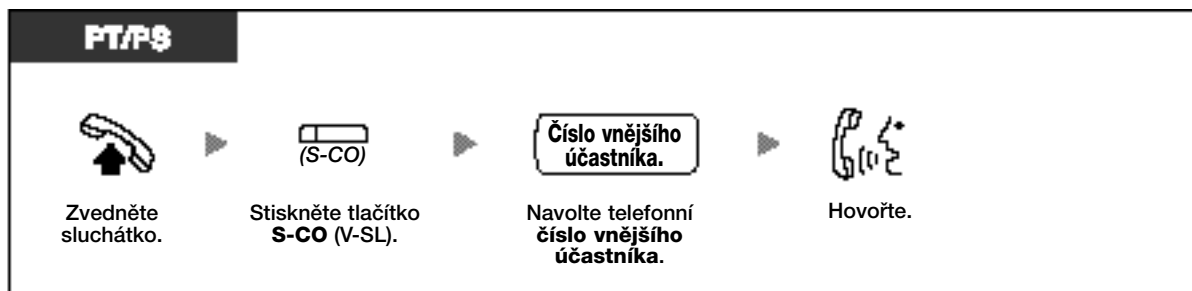 PT/PS
(S-CO)
Číslo vnějšího
účastníka.
Zvedněte
sluchátko.
Stiskněte tlačítko
S-CO (V-SL).
Navolte telefonní
číslo vnějšího
účastníka.
Hovořte.